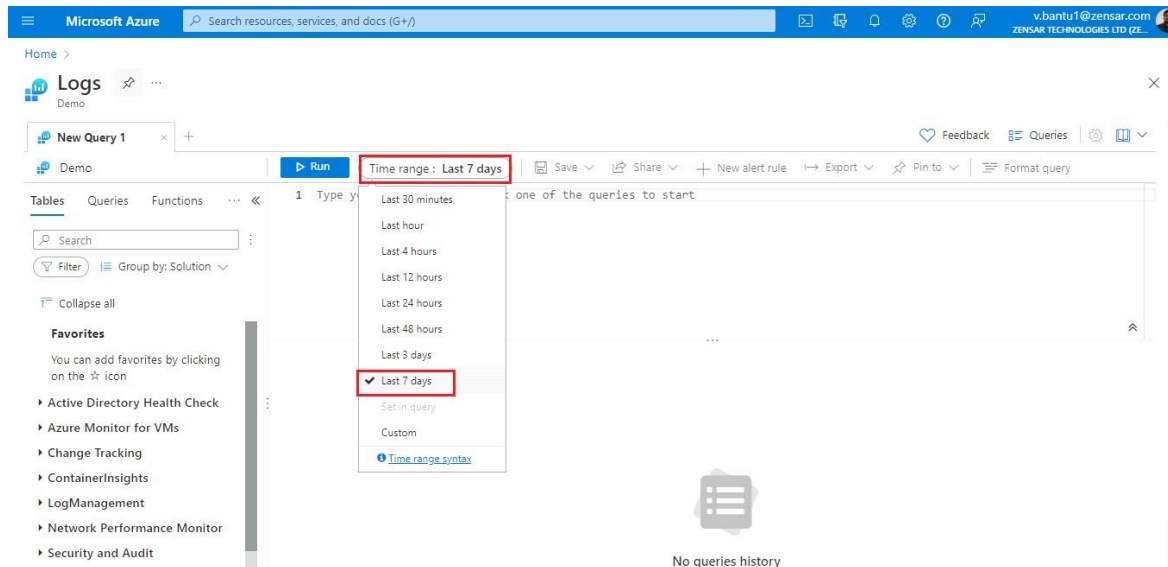 Microsoft Azure
Search resources, services, and docs (G+/)
v.bantu1@zensar.com
ZENSAR TECHNOLOGIES LTD (ZE...
Home >
Logs
...
Demo
New Query 1
Feedback
Queries
Demo
Run
Time range : Last 7 days
Save
Share
New alert rule
Export
Pin to
Format query
Tables
Queries
Functions
...
1 Type y
one of the queries to start
Last 30 minutes
Last hour
Last 4 hours
Last 12 hours
Last 24 hours
Last 48 hours
Last 3 days
Last 7 days
Set in query
Custom
Time range syntax
Search
Filter
Group by: Solution
Collapse all
Favorites
You can add favorites by clicking
on the ☆ icon
Active Directory Health Check
Azure Monitor for VMs
Change Tracking
ContainerInsights
LogManagement
Network Performance Monitor
Security and Audit
No queries history